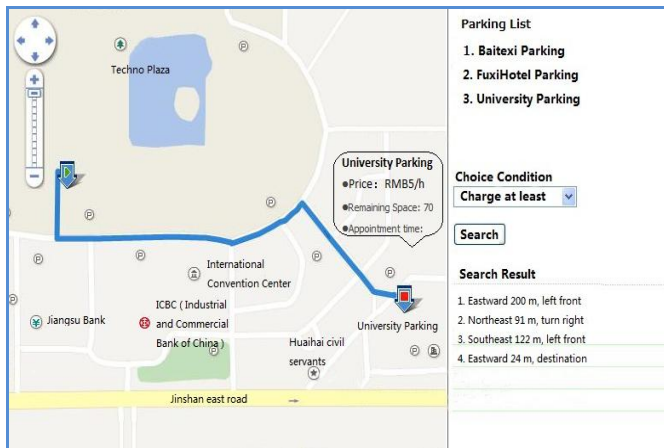 Techno Plaza
University Parking
●Price: RMB5/h
●Remaining Space: 70
●Appointment time:
International
Convention Center
Jiangsu Bank
ICBC ( Industrial
and Commercial
Bank of China )
Huaihai civil
servants
University Parking
Jinshan east road
Parking List
1. Baitexi Parking
2. FuxiHotel Parking
3. University Parking
Choice Condition
Charge at least
Search
Search Result
1. Eastward 200 m, left front
2. Northeast 91 m, turn right
3. Southeast 122 m, left front
4. Eastward 24 m, destination